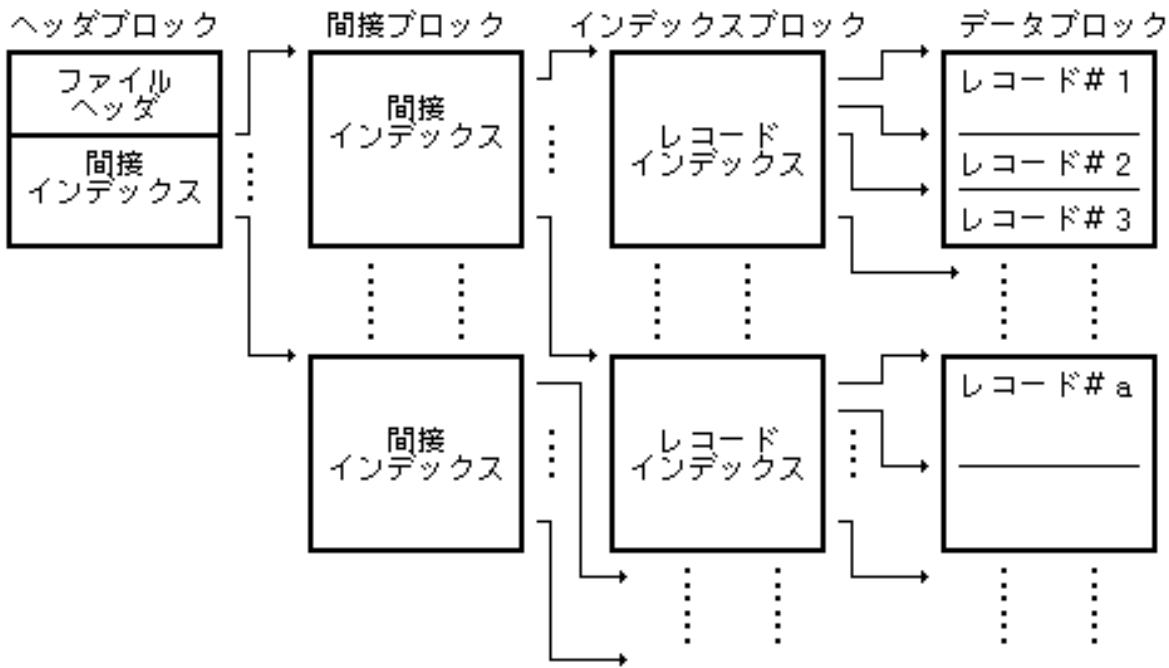 ヘッダブロック
間接ブロック
インデックスブロック
データブロック
ファイル
ヘッダ
間接
インデックス
間接
インデックス
レコード
インデックス
レコード#1
レコード#2
レコード#3
間接
インデックス
レコード
インデックス
レコード#a